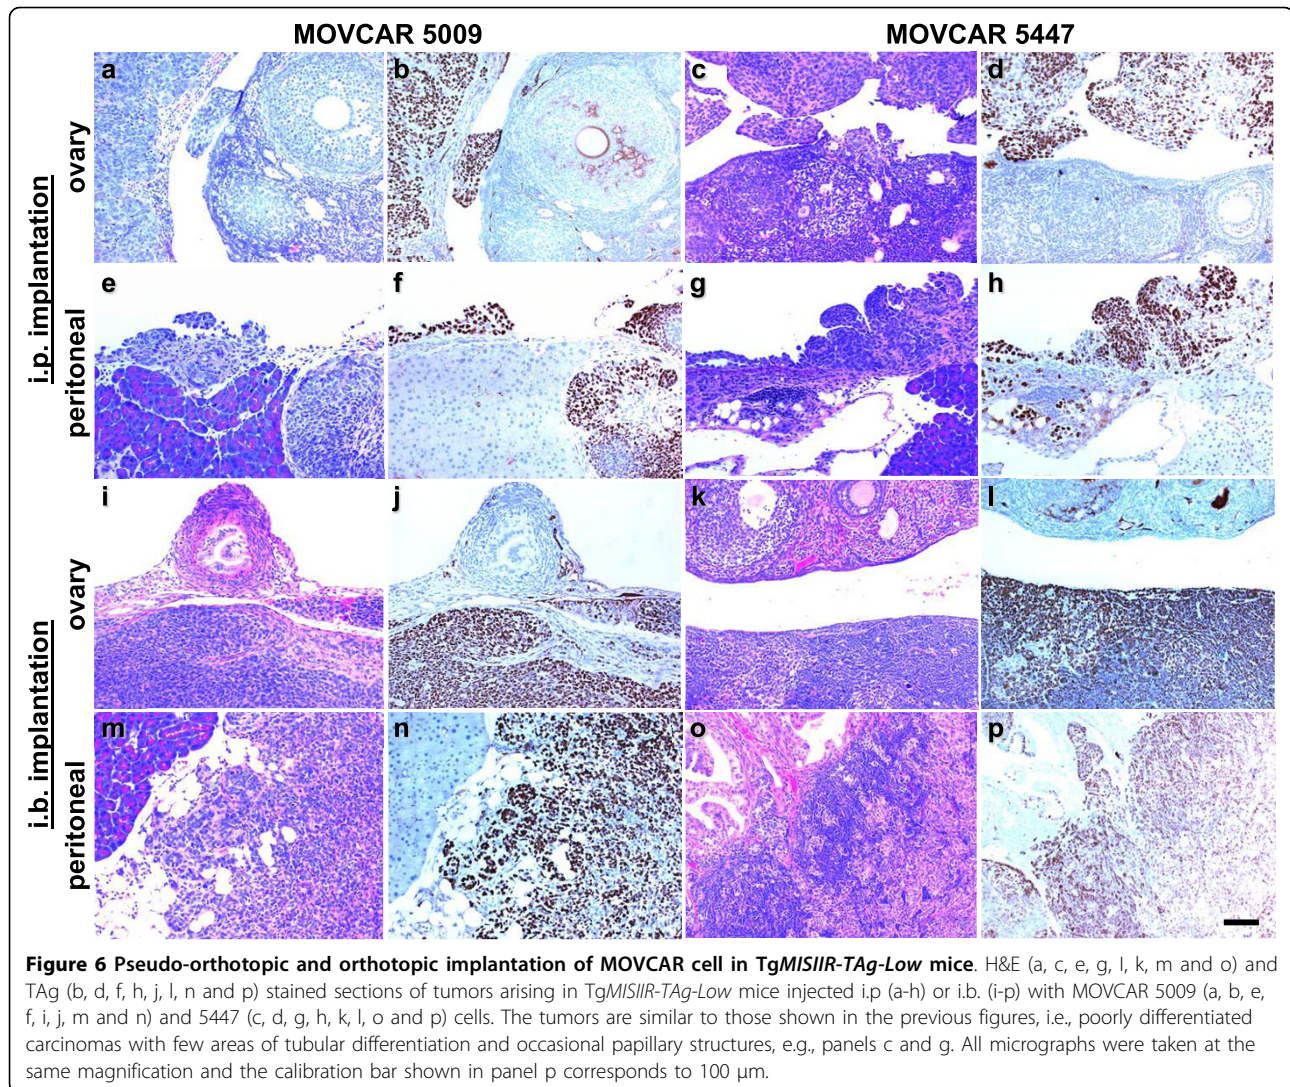 MOVCAR 5009 MOVCAR 5447
i.p. implantation
ovary
a b c d
peritoneal
e f g h
i.b. implantation
ovary
i j k l
peritoneal
m n o p
Figure 6 Pseudo-orthotopic and orthotopic implantation of MOVCAR cell in TgMISIIR-TAg-Low mice. H&E (a, c, e, g, I, k, m and o) and
TAg (b, d, f, h, j, l, n and p) stained sections of tumors arising in TgMISIIR-TAg-Low mice injected i.p (a-h) or i.b. (i-p) with MOVCAR 5009 (a, b, e,
f, i, j, m and n) and 5447 (c, d, g, h, k, l, o and p) cells. The tumors are similar to those shown in the previous figures, i.e., poorly differentiated
carcinomas with few areas of tubular differentiation and occasional papillary structures, e.g., panels c and g. All micrographs were taken at the
same magnification and the calibration bar shown in panel p corresponds to 100 μm.